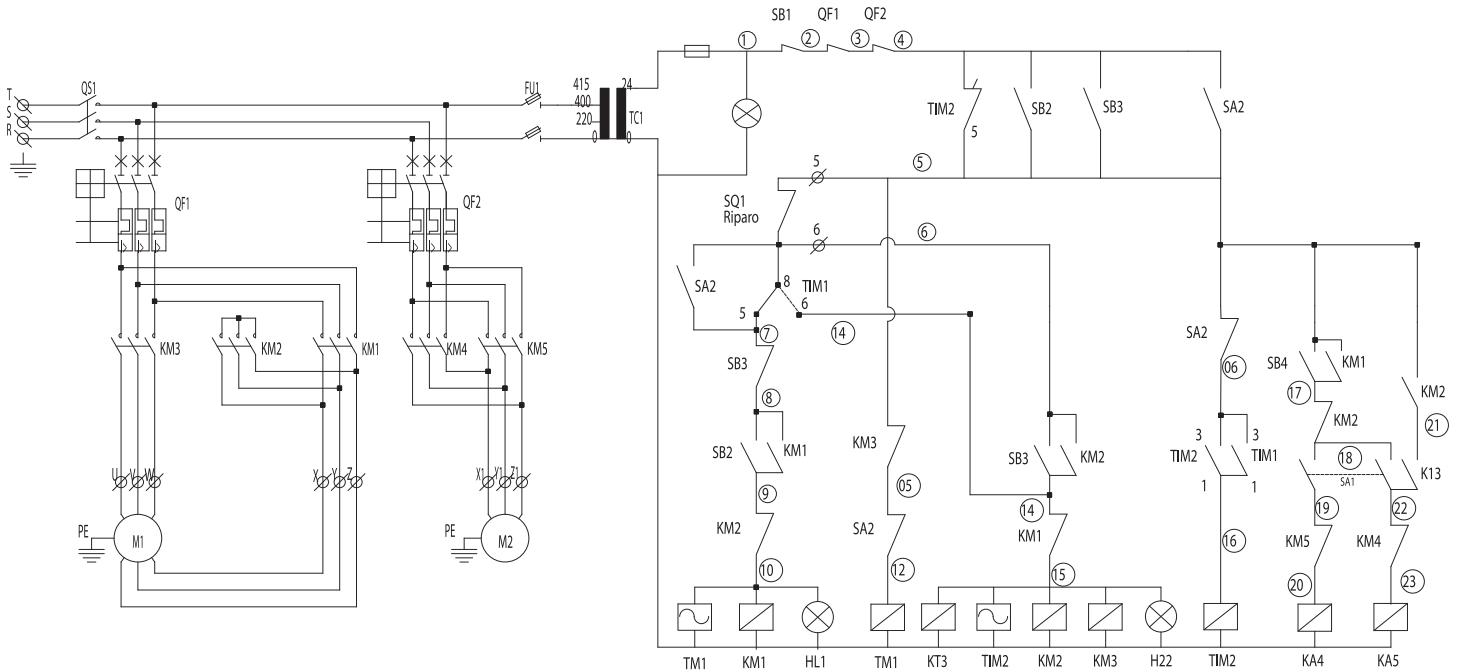 SB1 QF1 QF2
1 2 3 4
T QS1 FU1 415 24
S 400
R 220 TC1
TIM2 SB2 SB3 SA2
5
5 5
QF1 QF2
SQ1
Riparo
6 6
SA2 8 TIM1
5 6
7 14
KM3 KM2 KM1 KM4 KM5
SB3
SA2
06
SB4 KM1
17
KM2
21
8
KM2
SB2 KM1
KM3
SB3 KM2
3 3
TIM2 TIM1
1 1
18
SA1
K13
U V W X Y Z X1 Y1 Z1
9 05 14 19 22
PE M1 PE M2
KM2 SA2 KM1 16 KM5 KM4
10 12 15 20 23
TM1 KM1 HL1 TM1 KT3 TIM2 KM2 KM3 H22 TIM2 KA4 KA5